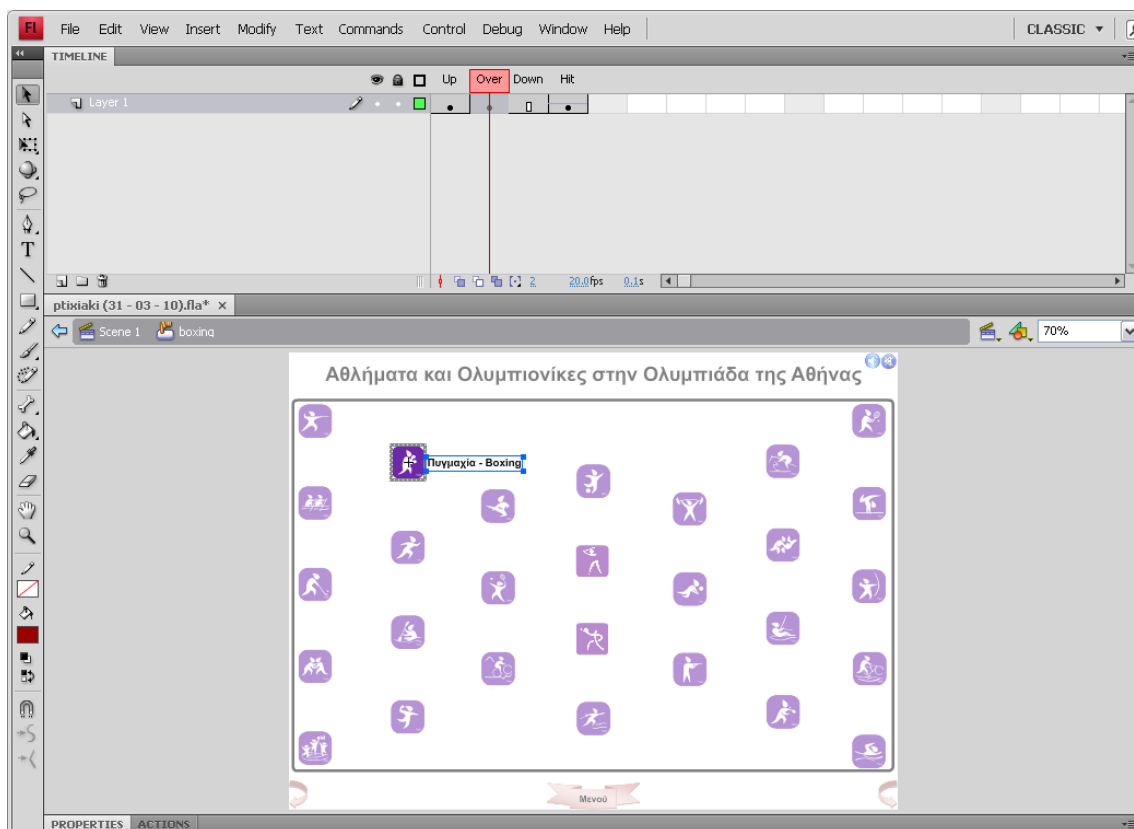 Fl File Edit View Insert Modify Text Commands Control Debug Window Help CLASSIC
TIMELINE
Up Over Down Hit
Layer 1
2 20.0fps 0.1s
ptixiaki (31 - 03 - 10).fla* x
Scene 1 boxing 70%
Αθλήματα και Ολυμπιονίκες στην Ολυμπιάδα της Αθήνας
Πυγμαχία - Boxing
Μενού
PROPERTIES ACTIONS